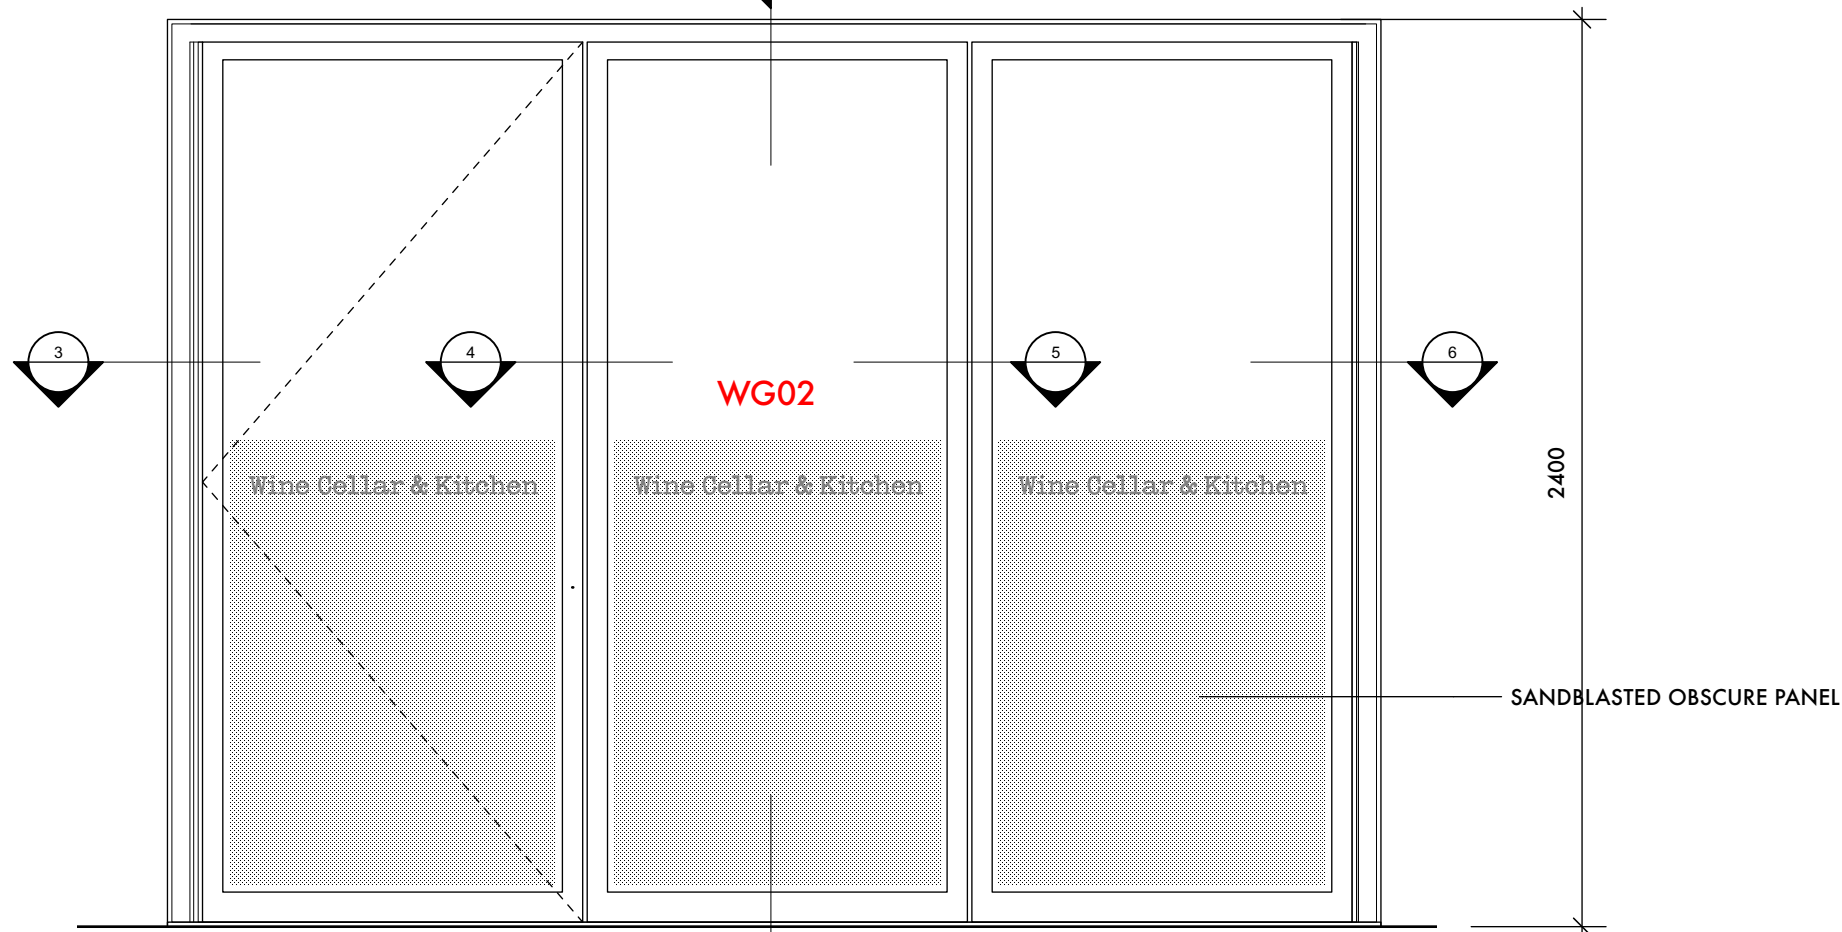 3
4
5
6
WG02
2400
Wine Cellar & Kitchen
Wine Cellar & Kitchen
Wine Cellar & Kitchen
SANDBLASTED OBSCURE PANEL